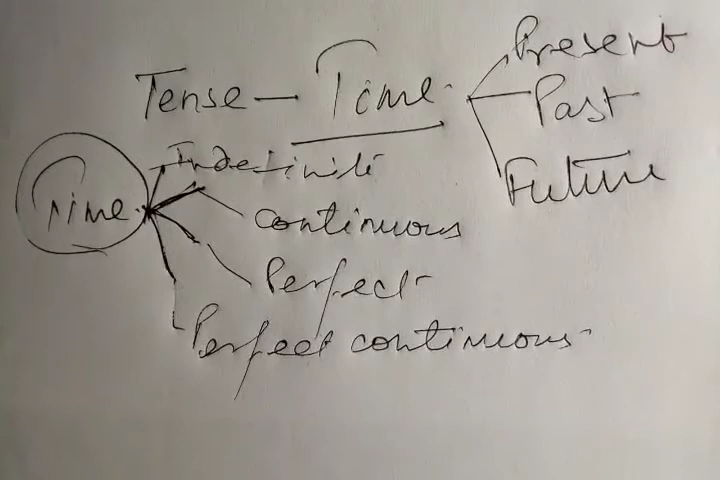 Present
Tense – Time
Past
Future
Time
Indefinite
continuous
Perfect
Perfect continuous